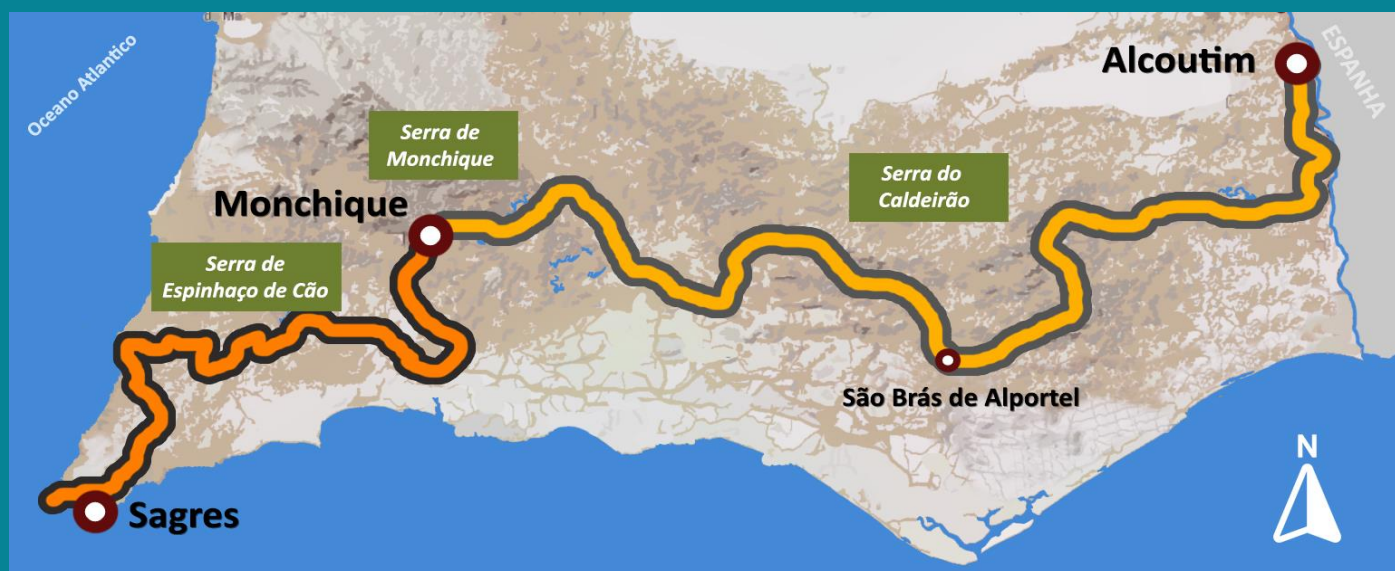 Oceano Atlantico
ESPANHA
Alcoutim
Serra de
Monchique
Serra do
Caldeirão
Monchique
Serra de
Espinhaço de Cão
São Brás de Alportel
Sagres
N